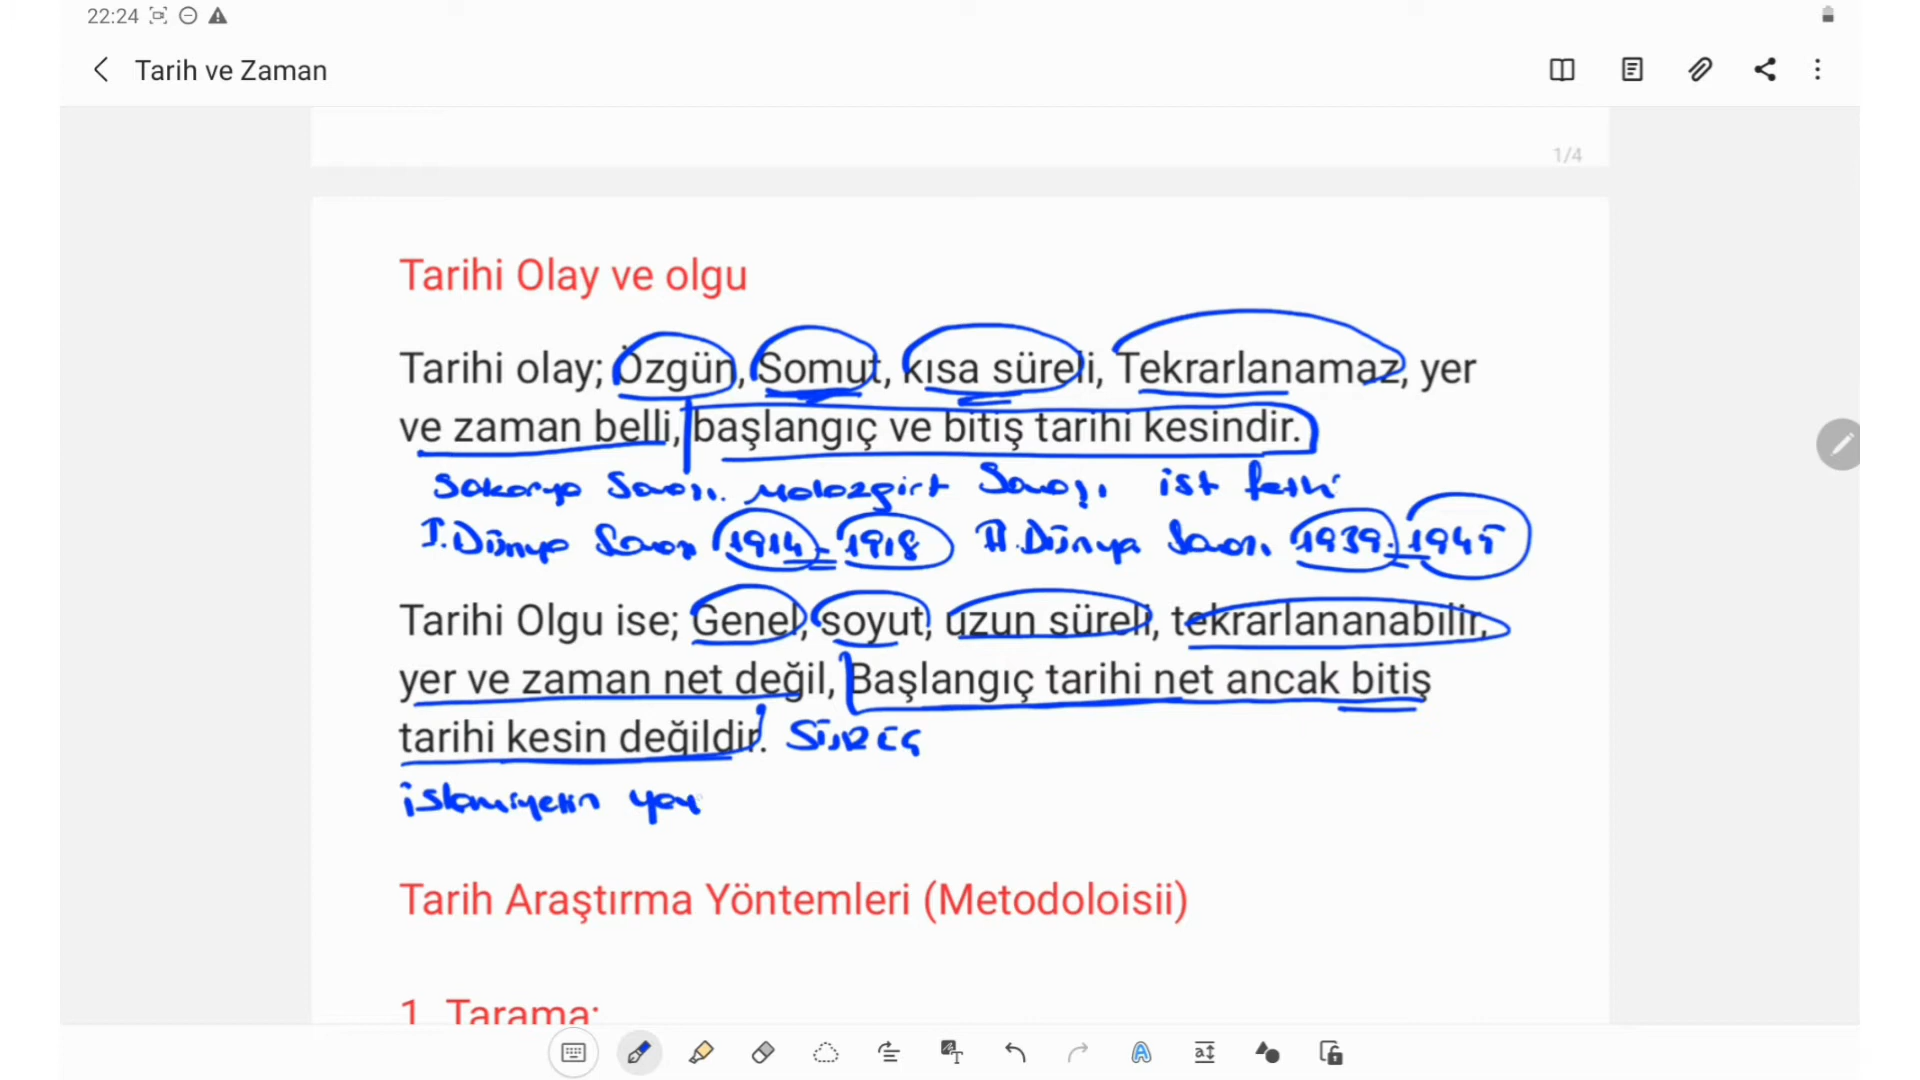 22:24
Tarih ve Zaman
1/4
Tarihi Olay ve olgu
Tarihi olay; Özgün, Somut, kısa süreli, Tekrarlanamaz, yer
ve zaman belli, başlangıç ve bitiş tarihi kesindir.
Sakarya Savaşı. Malazgirt Savaşı ist fethi
I. Dünya Savaşı 1914-1918 II. Dünya Savaşı 1939-1945
Tarihi Olgu ise; Genel, soyut, uzun süreli, tekrarlananabilir,
yer ve zaman net değil, Başlangıç tarihi net ancak bitiş
tarihi kesin değildir. SÜREÇ
islamiyetin yay
Tarih Araştırma Yöntemleri (Metodoloisii)
1. Tarama: